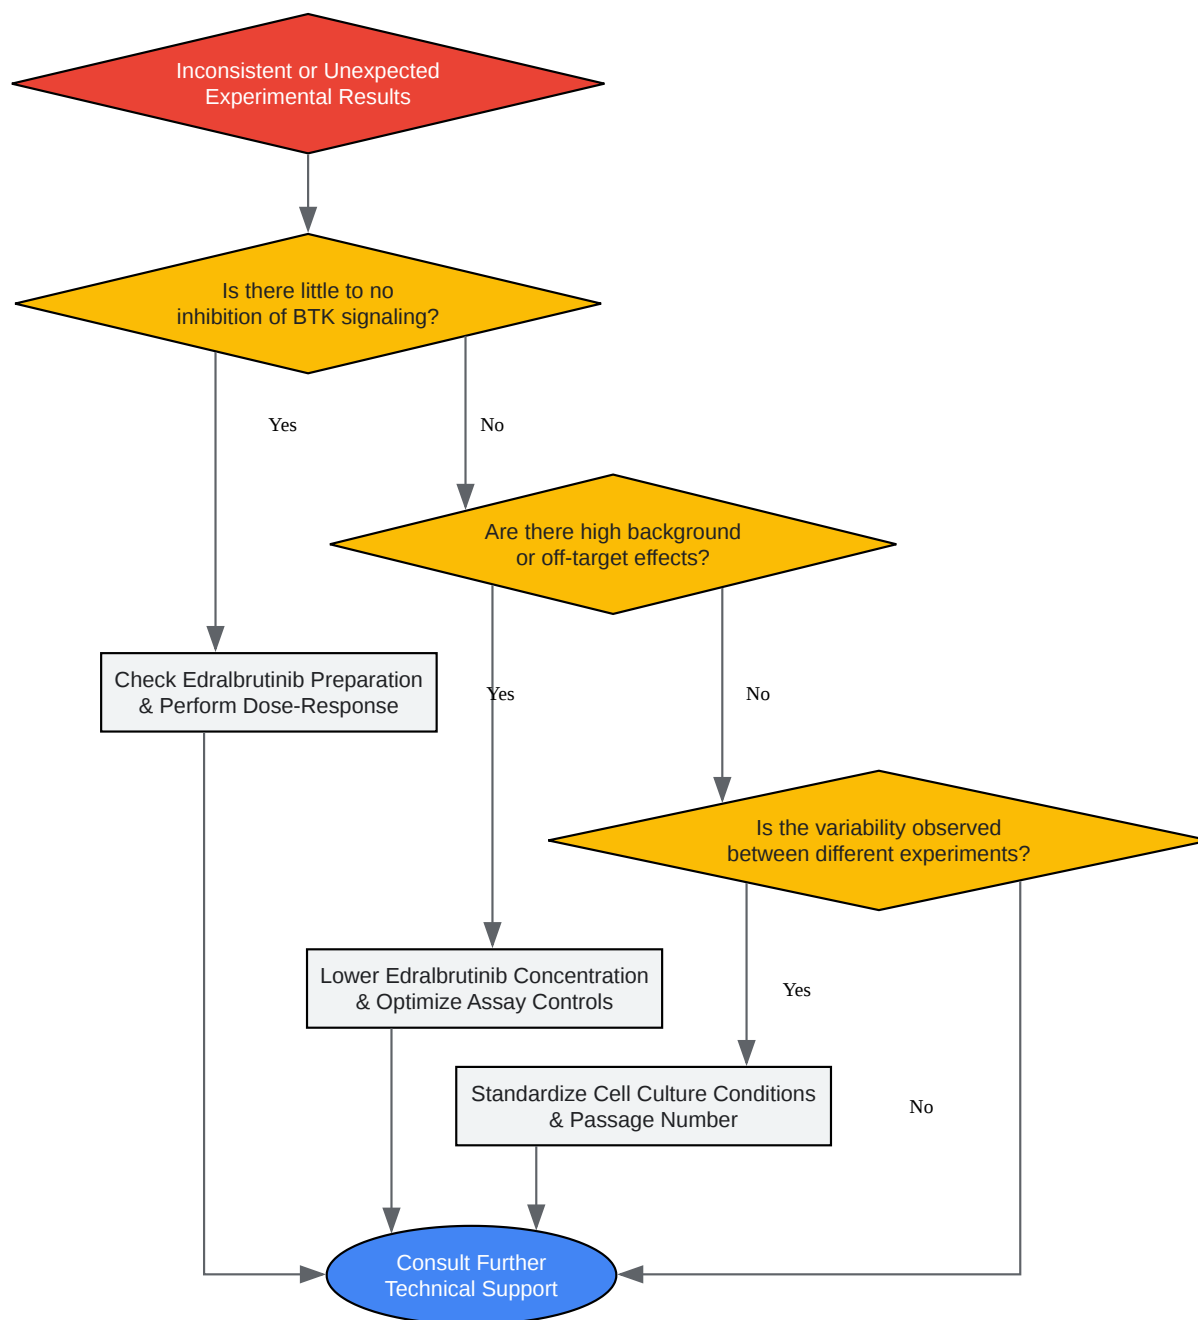 Inconsistent or Unexpected
Experimental Results
Is there little to no
inhibition of BTK signaling?
Yes
No
Are there high background
or off-target effects?
Check Edralbrutinib Preparation
& Perform Dose-Response
Yes
No
Is the variability observed
between different experiments?
Lower Edralbrutinib Concentration
& Optimize Assay Controls
Yes
Standardize Cell Culture Conditions
& Passage Number
No
Consult Further
Technical Support